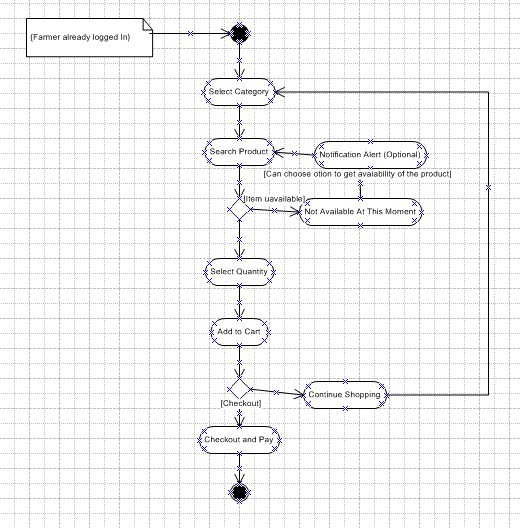 {Farmer already logged In}
Select Category
Search Product
Notification Alert (Optional)
[Can choose otion to get avaiability of the product]
[Item uavailable]
Not Available At This Moment
Select Quantity
Add to Cart
Continue Shopping
[Checkout]
Checkout and Pay